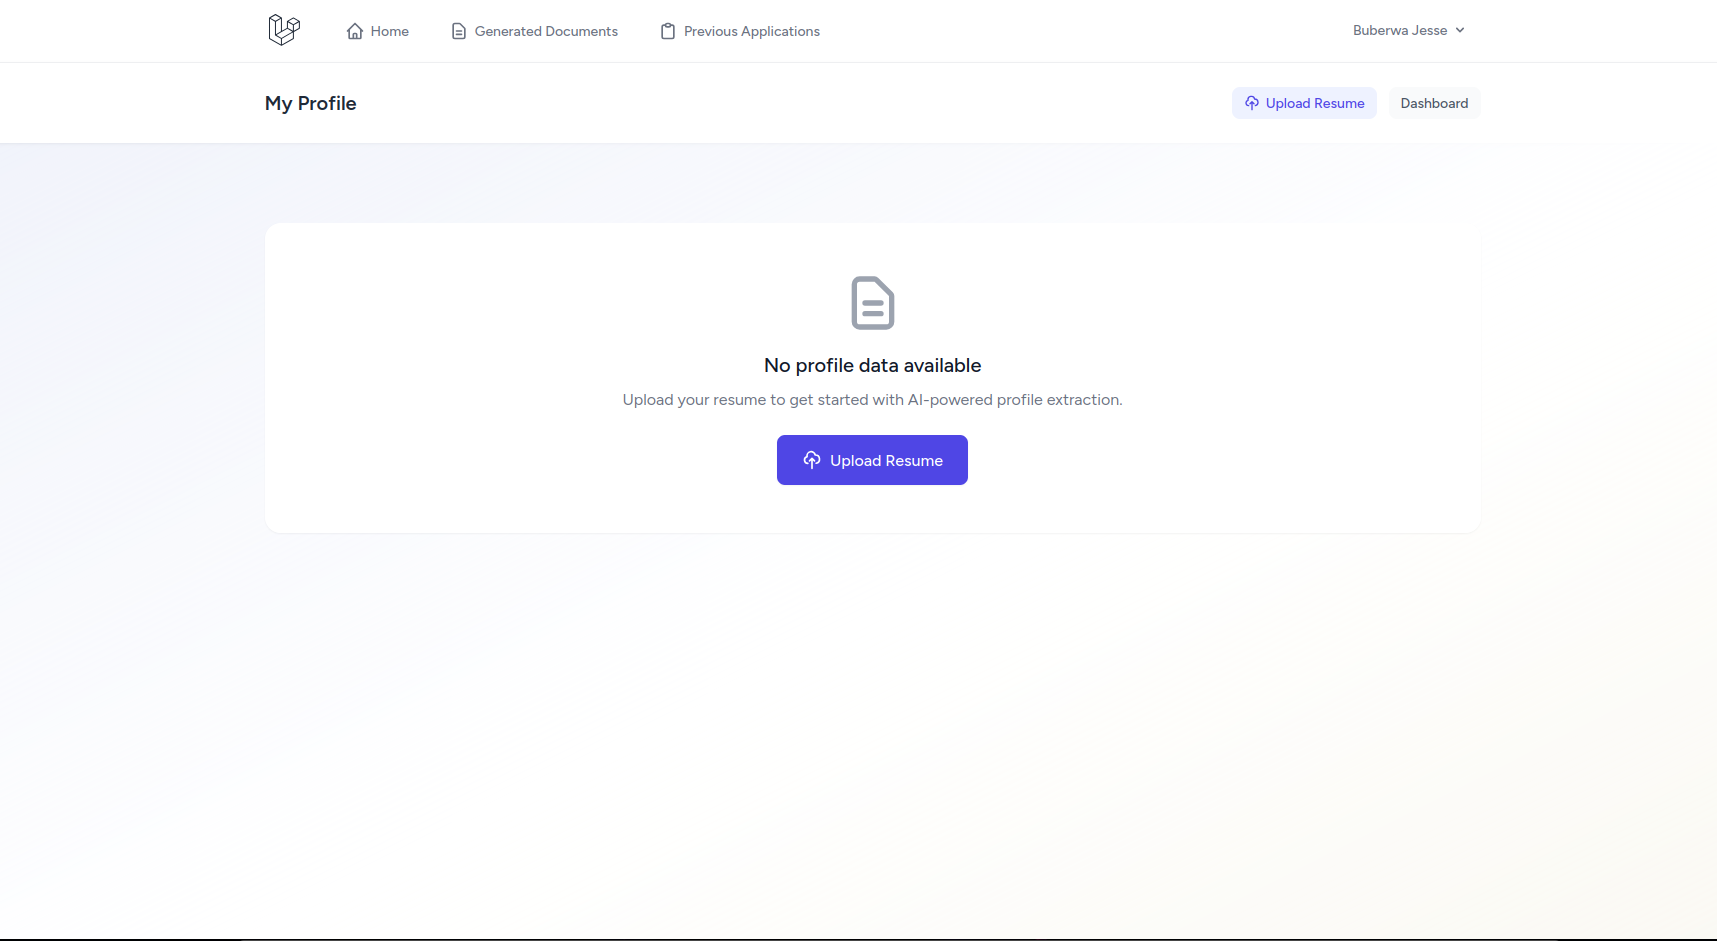 Home
Generated Documents
Previous Applications
Buberwa Jesse
My Profile
Upload Resume
Dashboard
No profile data available
Upload your resume to get started with AI-powered profile extraction.
Upload Resume